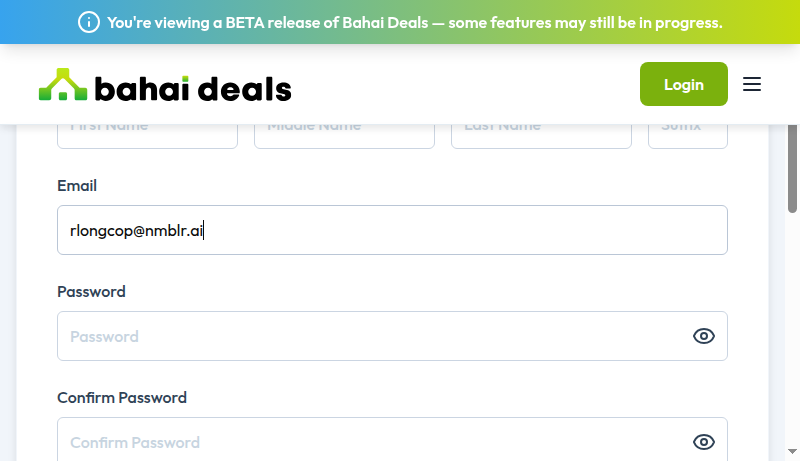 You're viewing a BETA release of Bahai Deals — some features may still be in progress.
bahai deals
Login
First Name
Middle Name
Last Name
Suffix
Email
rlongcop@nmblr.ai
Password
Password
Confirm Password
Confirm Password